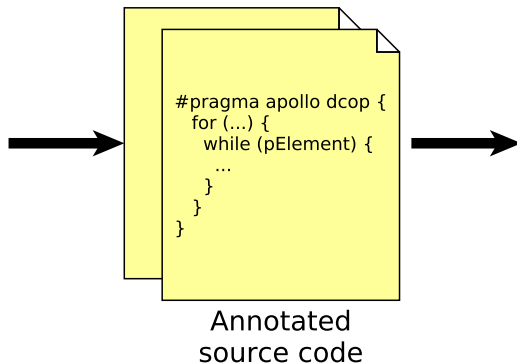 #pragma apollo dcop {
for (...) {
while (pElement) {
...
}
}
}
Annotated
source code